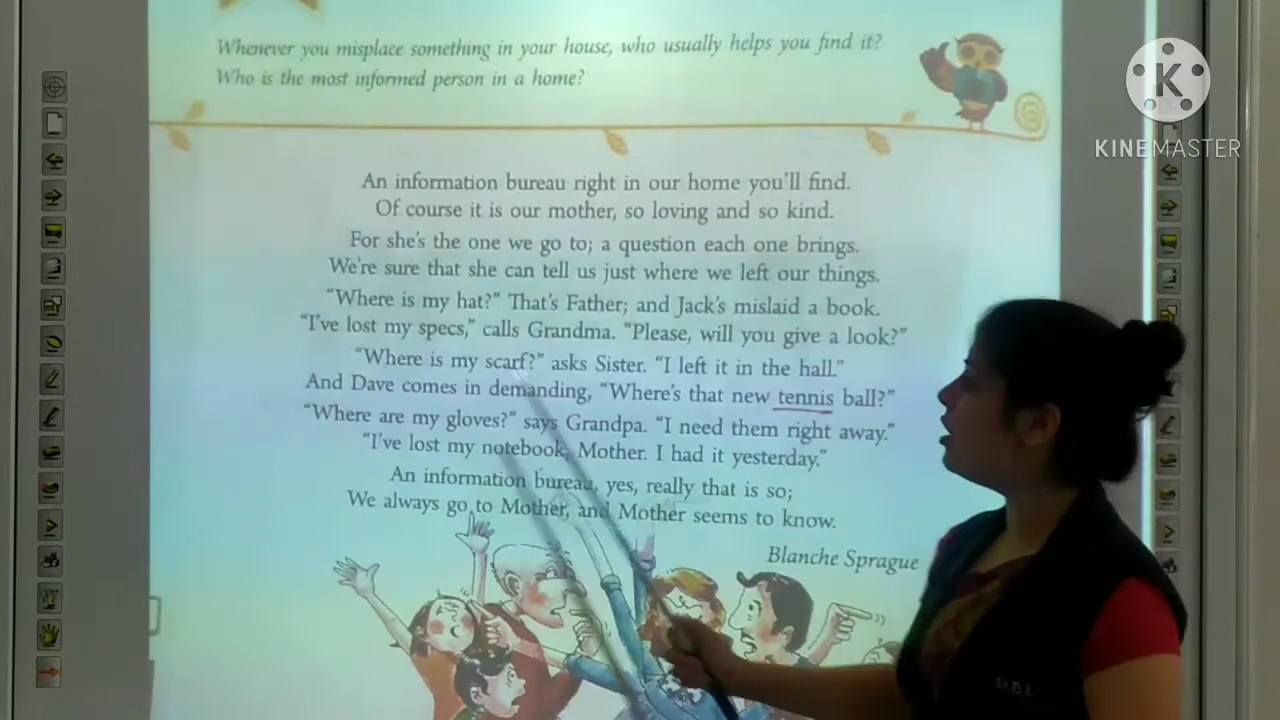 Whenever you misplace something in your house, who usually helps you find it?
Who is the most informed person in a home?
K
KINEMASTER
An information bureau right in our home you'll find.
Of course it is our mother, so loving and so kind.
For she's the one we go to; a question each one brings.
We're sure that she can tell us just where we left our things.
"Where is my hat?" That's Father; and Jack's mislaid a book.
"I've lost my specs," calls Grandma. "Please, will you give a look?"
"Where is my scarf?" asks Sister. "I left it in the hall."
And Dave comes in demanding, "Where's that new tennis ball?"
"Where are my gloves?" says Grandpa. "I need them right away."
"I've lost my notebook, Mother. I had it yesterday."
An information bureau, yes, really that is so;
We always go to Mother, and Mother seems to know.
Blanche Sprague